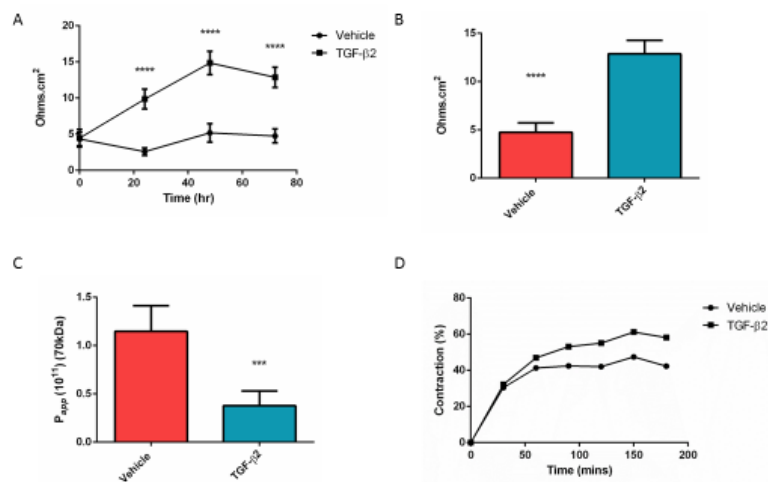 A
Ohms.cm²
20
15
10
5
0
****
****
****
0
20
40
60
80
Time (hr)
Vehicle
TGF-β2
B
Ohms.cm²
15
10
5
0
****
Vehicle
TGF-β2
C
Papp (10¹¹) (70kDa)
1.5
1.0
0.5
0.0
***
Vehicle
TGF-β2
D
Contraction (%)
80
60
40
20
0
0
50
100
150
200
Time (mins)
Vehicle
TGF-β2